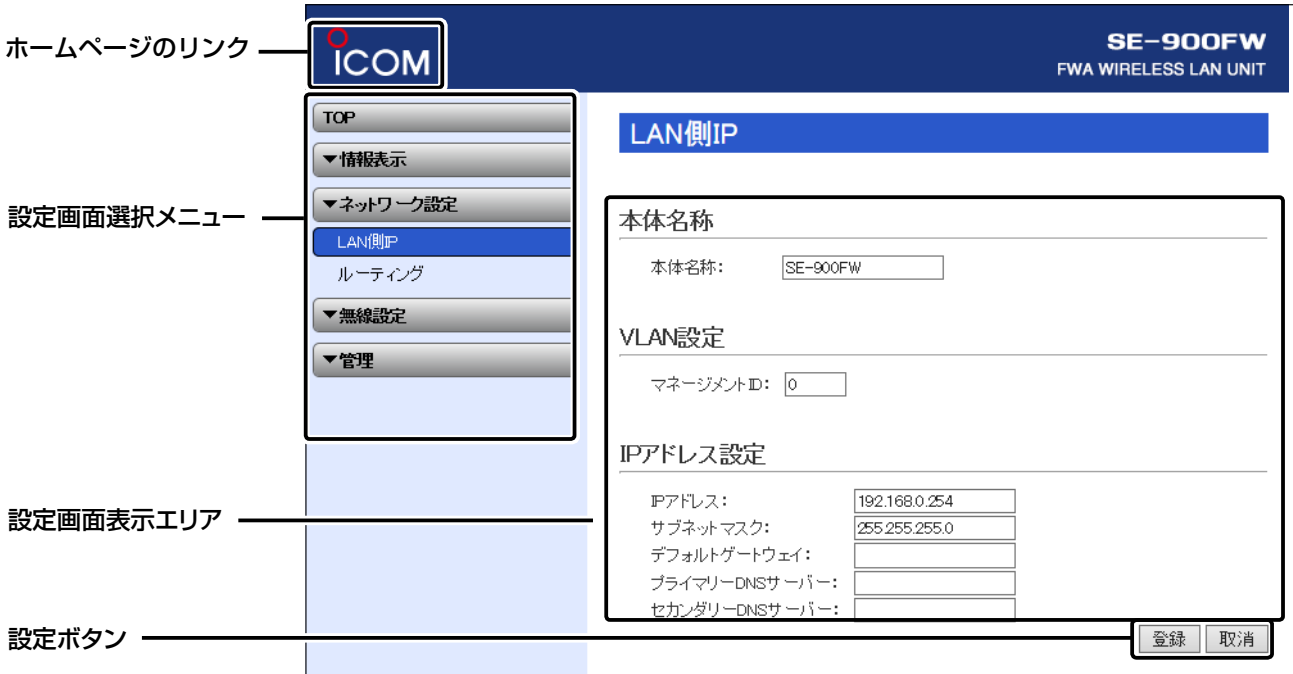 ホームページのリンク
ICOM
SE-900FW
FWA WIRELESS LAN UNIT
設定画面選択メニュー
TOP
▼情報表示
▼ネットワーク設定
LAN側IP
ルーティング
▼無線設定
▼管理
LAN側IP
設定画面表示エリア
本体名称
本体名称: SE-900FW
VLAN設定
マネージメントID: 0
IPアドレス設定
IPアドレス: 192.168.0.254
サブネットマスク: 255.255.255.0
デフォルトゲートウェイ:
プライマリーDNSサーバー:
セカンダリーDNSサーバー:
設定ボタン
登録 取消